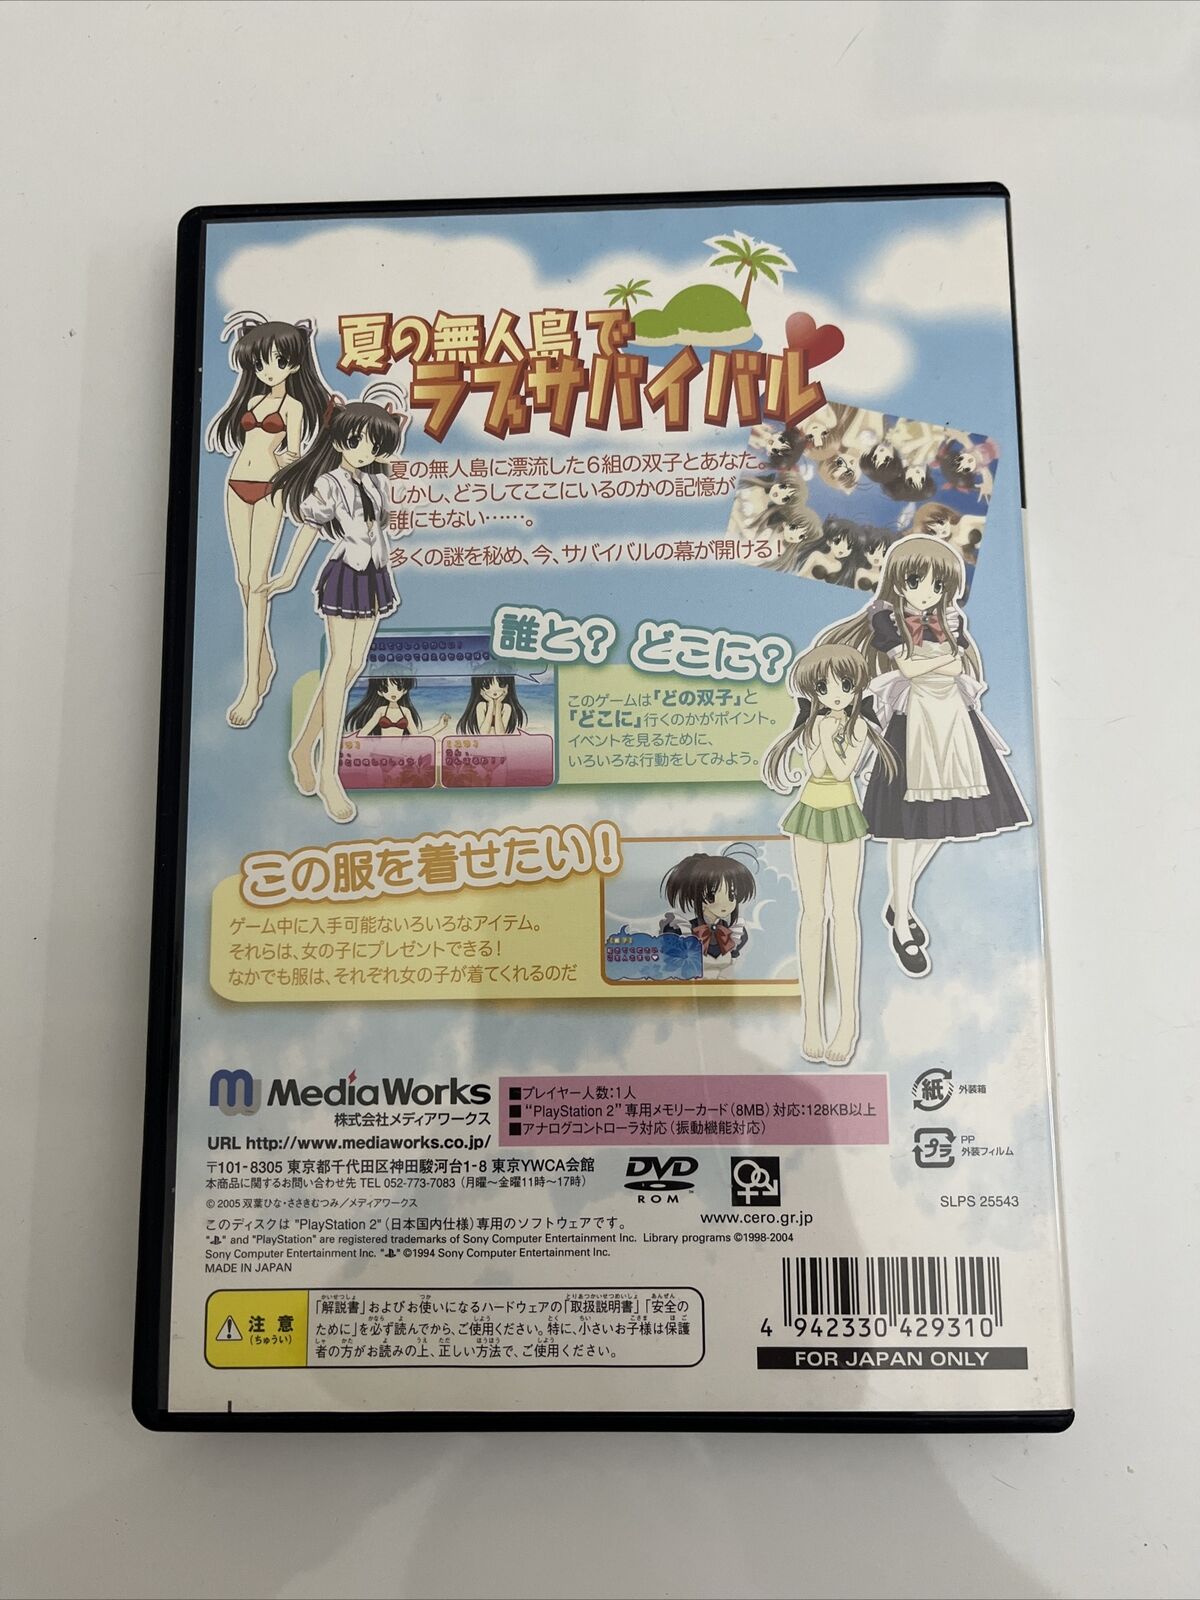 夏の無人島で
ラブサバイバル
夏の無人島に漂流した6組の双子とあなた。
しかし、どうしてここにいるのかの記憶が
誰にもない……。
多くの謎を秘め、今、サバイバルの幕が開ける!
誰と? どこに?
このゲームは「どの双子」と
「どこに」行くのかがポイント。
イベントを見るために、
いろいろな行動をしてみよう。
この服を着せたい!
ゲーム中に入手可能ないろいろなアイテム。
それらは、女の子にプレゼントできる!
なかでも服は、それぞれ女の子が着てくれるのだ
MediaWorks
株式会社メディアワークス
URL http://www.mediaworks.co.jp/
■プレイヤー人数:1人
■“PlayStation 2”専用メモリーカード(8MB)対応:128KB以上
■アナログコントローラ対応(振動機能対応)
紙 外装箱
プラ PP 外装フィルム
〒101-8305 東京都千代田区神田駿河台1-8 東京YWCA会館
本商品に関するお問い合わせ先 TEL 052-773-7083 (月曜〜金曜11時〜17時)
DVD
ROM
www.cero.gr.jp
SLPS 25543
© 2005 双葉ひな・ささきむつみ/メディアワークス
このディスクは "PlayStation 2" (日本国内仕様) 専用のソフトウェアです。
" " and "PlayStation" are registered trademarks of Sony Computer Entertainment Inc. Library programs ©1998-2004
Sony Computer Entertainment Inc. " " ©1994 Sony Computer Entertainment Inc.
MADE IN JAPAN
注意
(ちゅうい)
「解説書」およびお使いになるハードウェアの「取扱説明書」「安全の
ために」を必ず読んでから、ご使用ください。特に、小さいお子様は保護
者の方がお読みの上、正しい方法で、ご使用ください。
4 942330 429310
FOR JAPAN ONLY